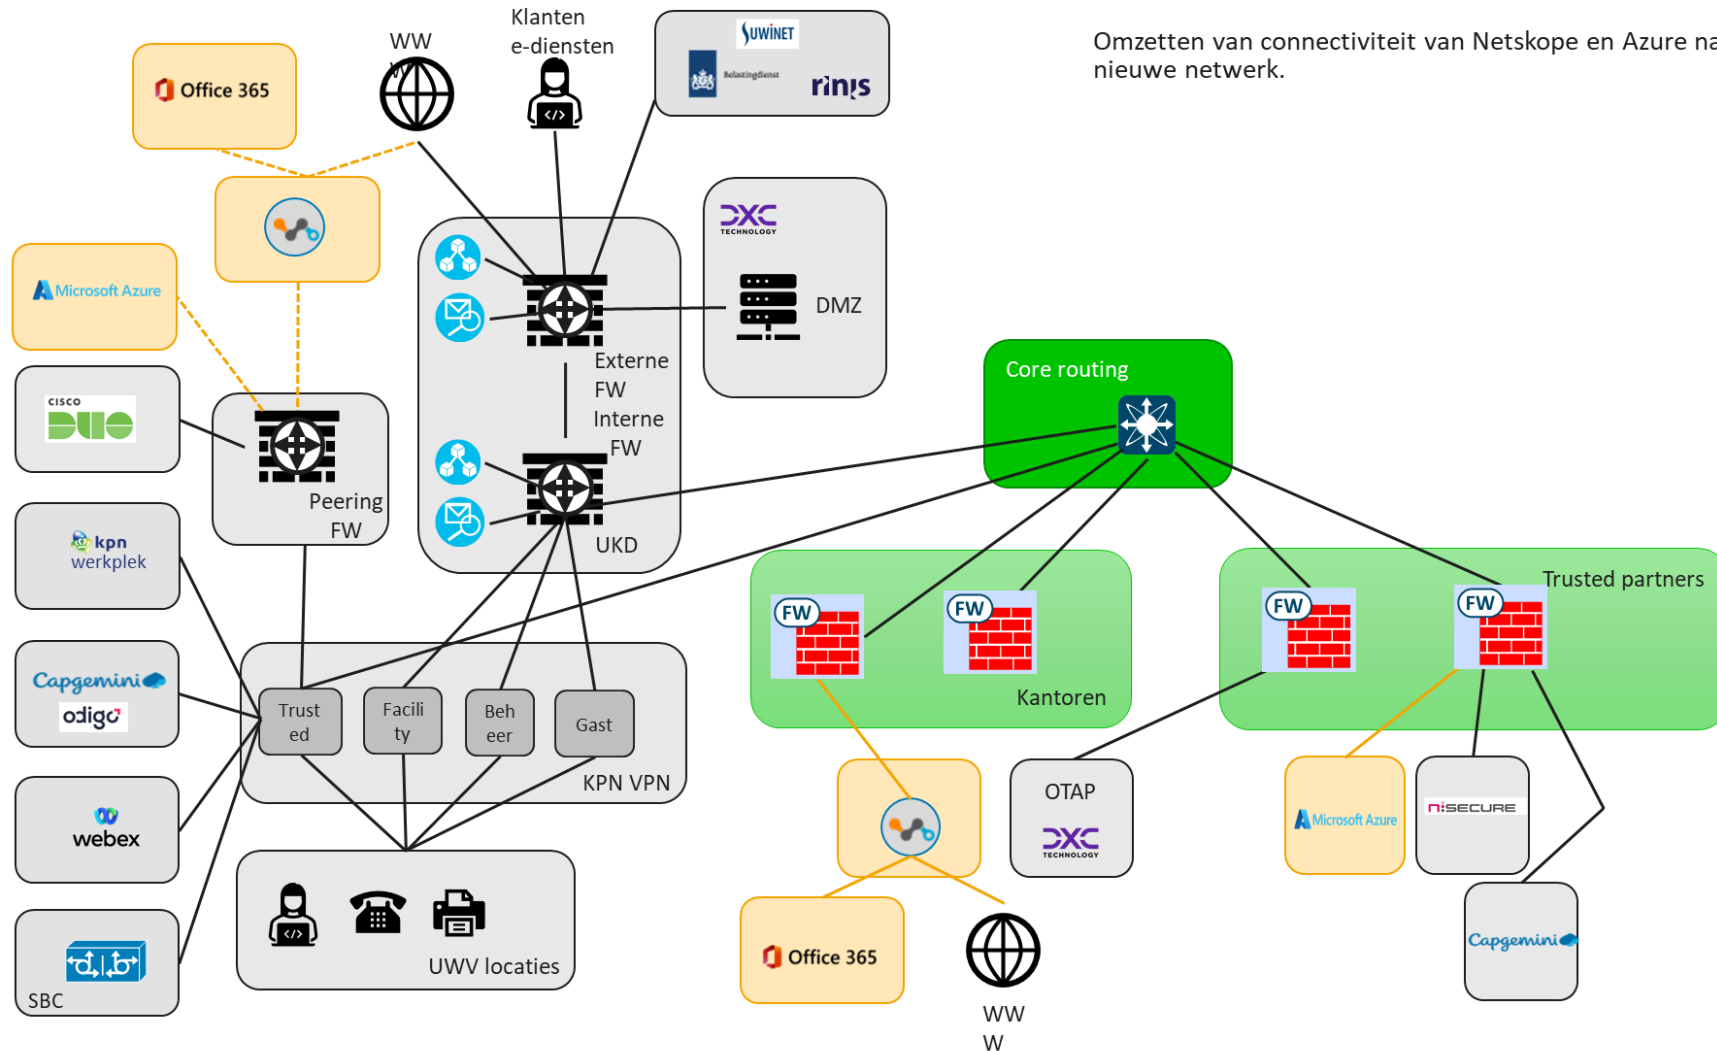 WW
W
Klanten
e-diensten
SUWINET
Belastingdienst
rinis
Omzetten van connectiviteit van Netskope en Azure na
nieuwe netwerk.
Office 365
DXC
TECHNOLOGY
DMZ
Microsoft Azure
Externe
FW
Interne
FW
UKD
Core routing
CISCO
DUO
Peering
FW
kpn
werkplek
Capgemini
odigo
webex
SBC
Trust
ed
Facili
ty
Beh
eer
Gast
KPN VPN
UWV locaties
FW
FW
Kantoren
FW
FW
Trusted partners
OTAP
DXC
TECHNOLOGY
Microsoft Azure
n:SECURE
Capgemini
Office 365
WW
W